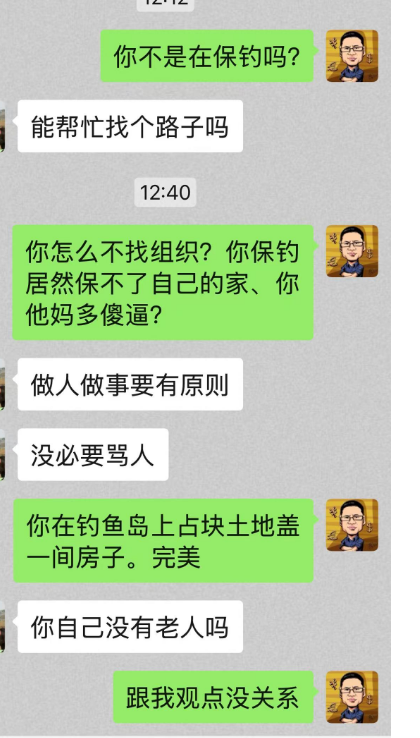 你不是在保钓吗?
能帮忙找个路子吗
12:40
你怎么不找组织？你保钓
居然保不了自己的家、你
他妈多傻逼?
做人做事要有原则
没必要骂人
你在钓鱼岛上占块土地盖
一间房子。完美
你自己没有老人吗
跟我观点没关系